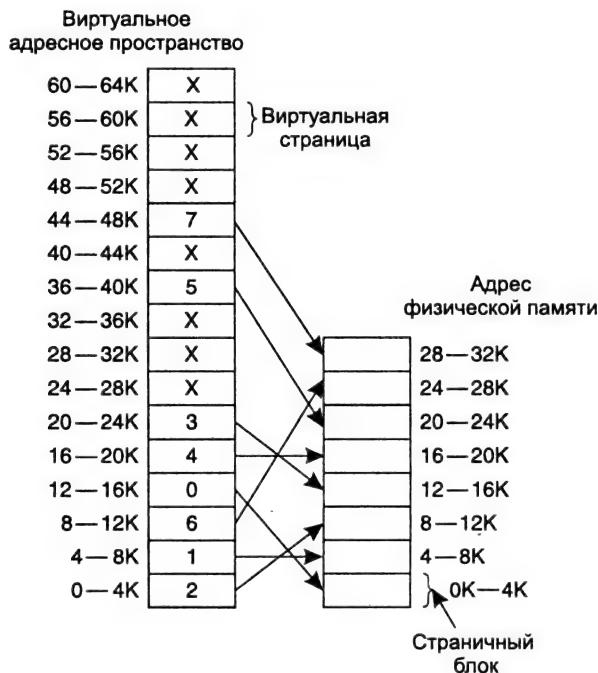 Виртуальное
адресное пространство
60—64K X
56—60K X
Виртуальная
страница
52—56K X
48—52K X
44—48K 7
40—44K X
36—40K 5
32—36K X
28—32K X
24—28K X
20—24K 3
16—20K 4
12—16K 0
8—12K 6
4—8K 1
0—4K 2
Адрес
физической памяти
28—32K
24—28K
20—24K
16—20K
12—16K
8—12K
4—8K
0K—4K
Страничный
блок